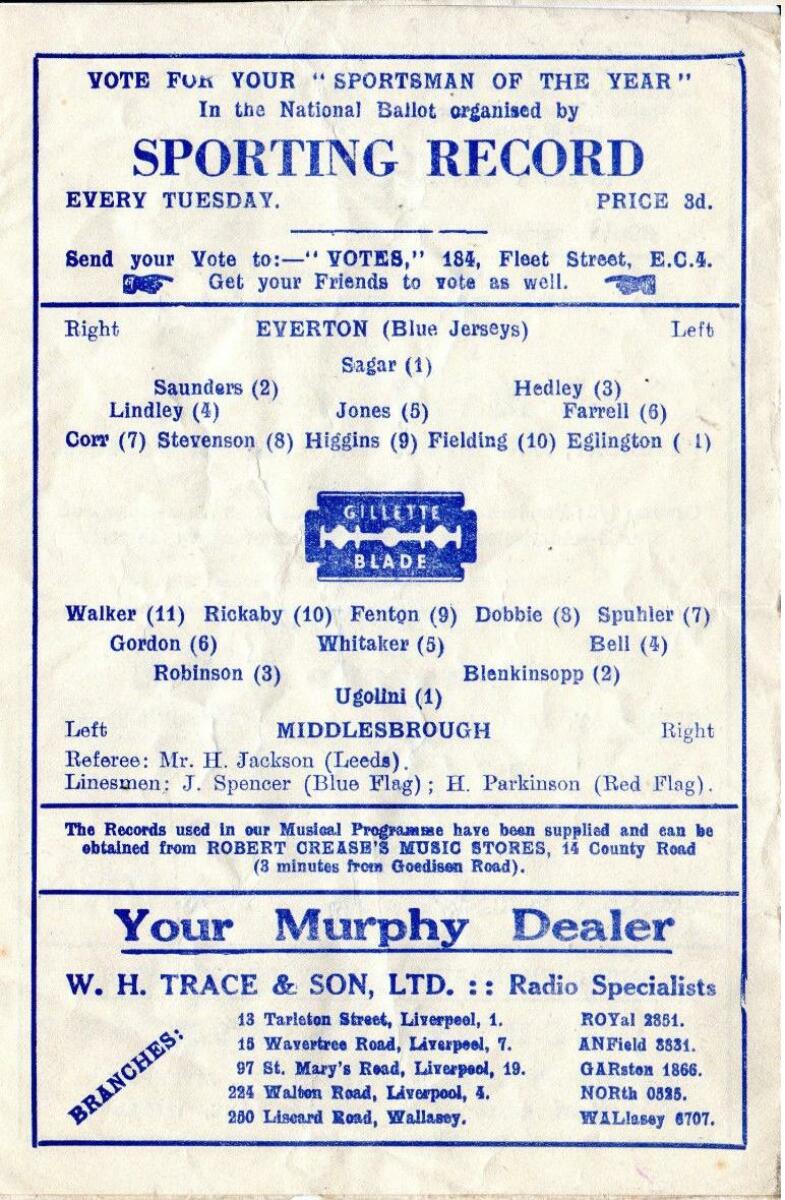 VOTE FOR YOUR "SPORTSMAN OF THE YEAR"
In the National Ballot organised by
SPORTING RECORD
EVERY TUESDAY. PRICE 3d.
Send your Vote to:—"VOTES," 184, Fleet Street, E.C.4.
Get your Friends to vote as well.
Right EVERTON (Blue Jerseys) Left
Sagar (1)
Saunders (2) Hedley (3)
Lindley (4) Jones (5) Farrell (6)
Corr (7) Stevenson (8) Higgins (9) Fielding (10) Eglington ( 1)
GILLETTE
BLADE
Walker (11) Rickaby (10) Fenton (9) Dobbie (8) Spuhler (7)
Gordon (6) Whitaker (5) Bell (4)
Robinson (3) Blenkinsopp (2)
Ugolini (1)
Left MIDDLESBROUGH Right
Referee: Mr. H. Jackson (Leeds).
Linesmen: J. Spencer (Blue Flag); H. Parkinson (Red Flag).
The Records used in our Musical Programme have been supplied and can be
obtained from ROBERT CREASE'S MUSIC STORES, 14 County Road
(3 minutes from Goodison Road).
Your Murphy Dealer
W. H. TRACE & SON, LTD. :: Radio Specialists
BRANCHES:
13 Tarleton Street, Liverpool, 1. ROYal 2851.
15 Wavertree Road, Liverpool, 7. ANField 3331.
97 St. Mary's Road, Liverpool, 19. GARston 1866.
224 Walton Road, Liverpool, 4. NORth 0525.
250 Liscard Road, Wallasey. WALlasey 6707.